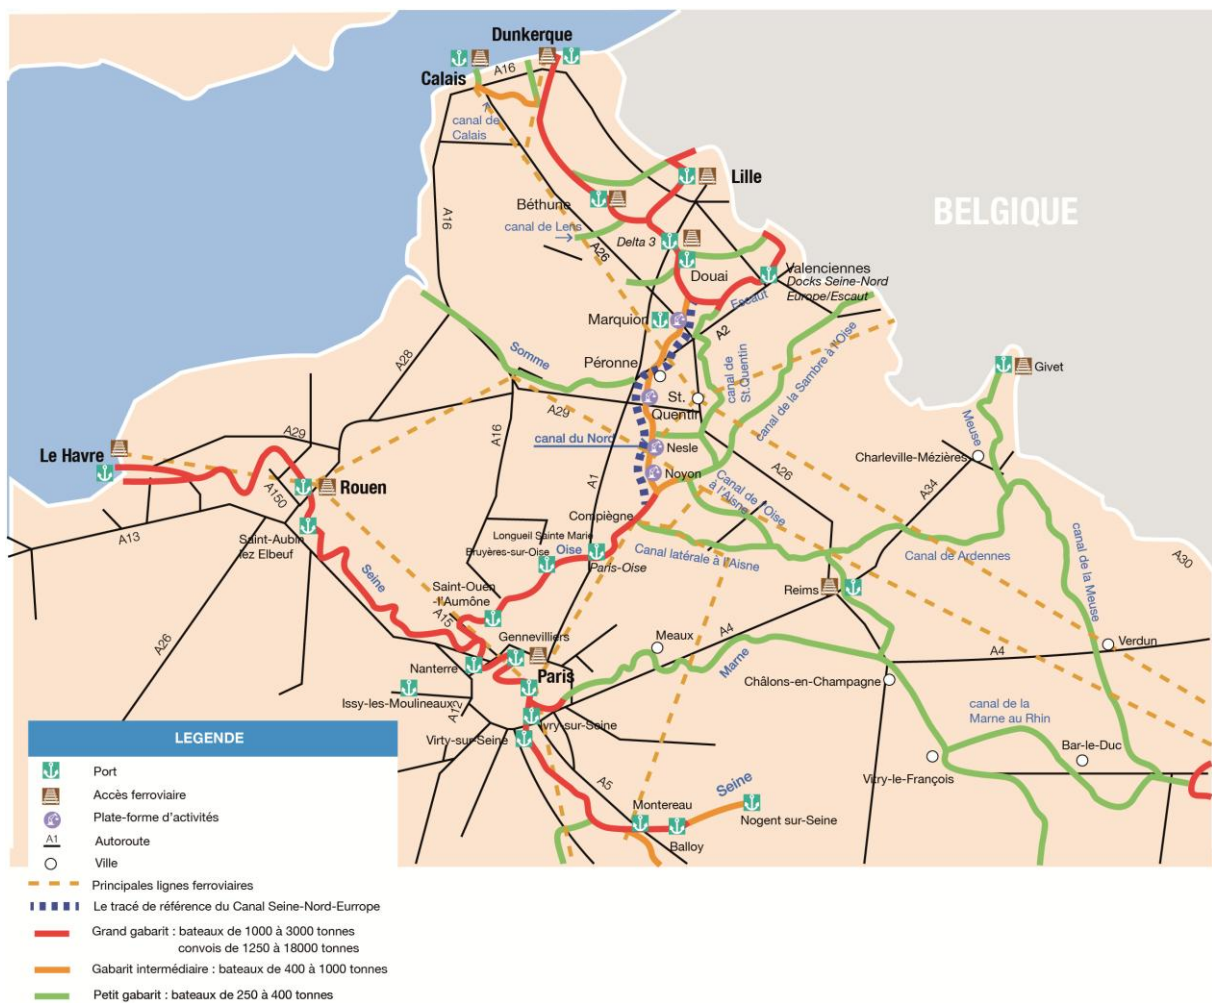 Dunkerque
A16
Calais
canal de
Calais
Lille
Béthune
A16
canal de Lens
A26
Delta 3
Douai
BELGIQUE
Valenciennes
Docks Seine-Nord
Europe/Escaut
Escaut
Marquion
A2
Péronne
Somme
A28
canal de
St.Quentin
canal de la Sambre à l'Oise
Givet
St.
Quentin
A29
A16
canal du Nord
Nesle
Noyon
Meuse
Charleville-Mézières
A29
Le Havre
A150
Rouen
A1
A26
A34
Canal de l'Oise
à l'Aisne
Compiègne
A13
Saint-Aubin
lez Elbeuf
Longueil Sainte Marie
Bruyères-sur-Oise
Oise
Paris-Oise
Canal latérale à l'Aisne
Canal de Ardennes
canal de la Meuse
A30
Seine
Saint-Ouen
-l'Aumône
Reims
A15
Gennevilliers
Meaux
A4
Verdun
A26
Nanterre
Paris
Marne
A4
Châlons-en-Champagne
Issy-les-Moulineaux
A12
Ivry-sur-Seine
Virty-sur-Seine
canal de la
Marne au Rhin
Bar-le-Duc
Vitry-le-François
A5
Seine
Montereau
Nogent sur-Seine
Balloy
LEGENDE
Port
Accès ferroviaire
Plate-forme d'activités
A1
Autoroute
Ville
Principales lignes ferroviaires
Le tracé de référence du Canal Seine-Nord-Eurrope
Grand gabarit : bateaux de 1000 à 3000 tonnes
convois de 1250 à 18000 tonnes
Gabarit intermédiaire : bateaux de 400 à 1000 tonnes
Petit gabarit : bateaux de 250 à 400 tonnes